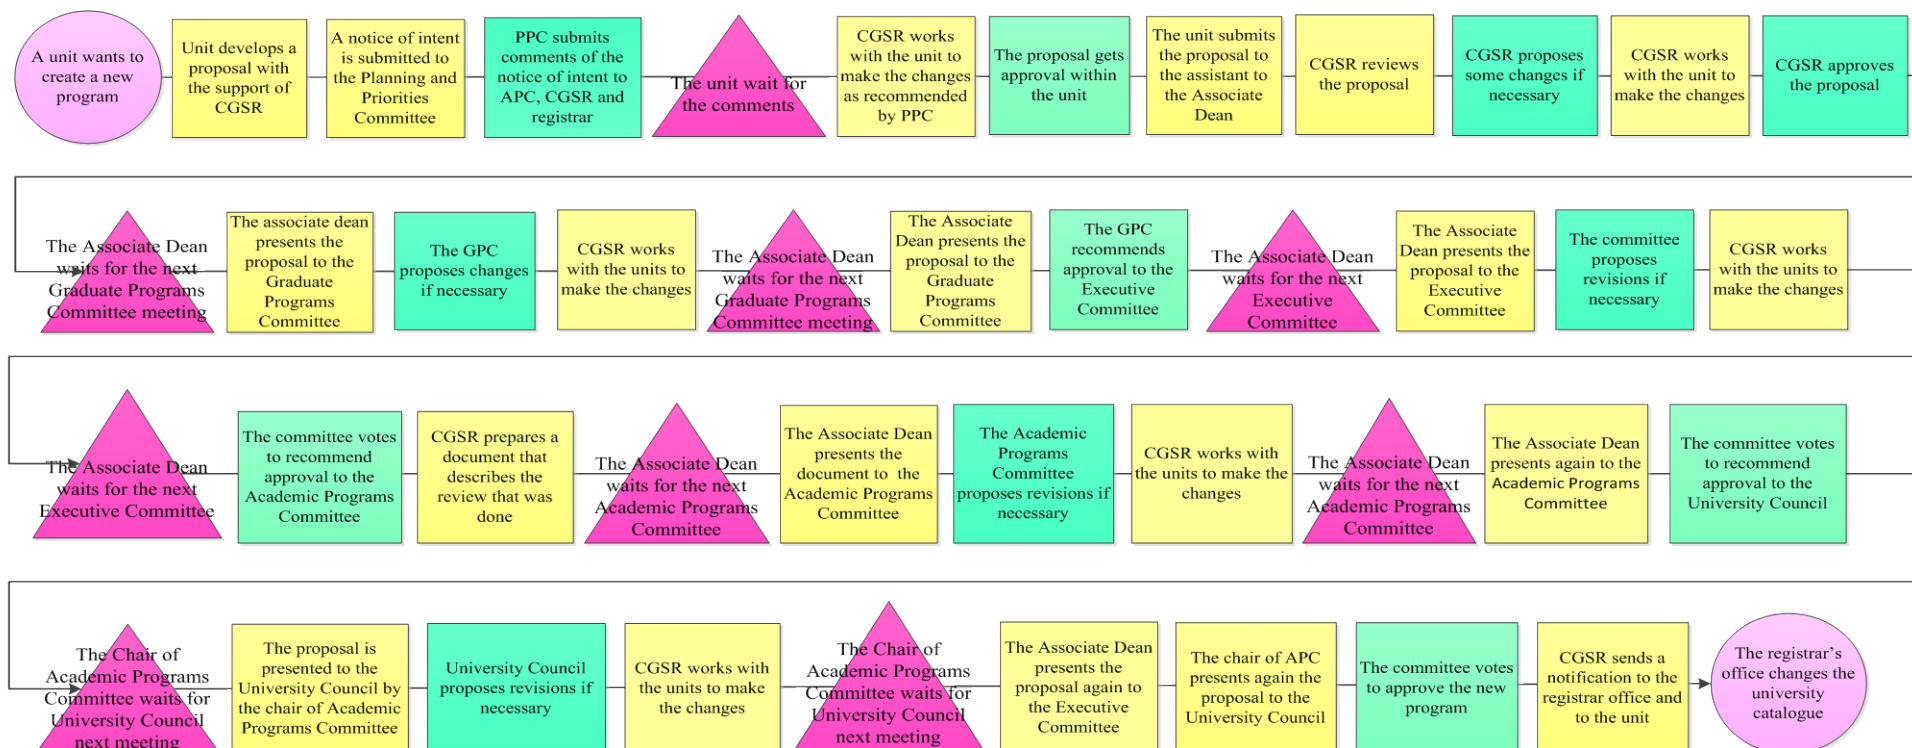 A unit wants to
create a new
program
Unit develops a
proposal with
the support of
CGSR
A notice of intent
is submitted to
the Planning and
Priorities
Committee
PPC submits
comments of the
notice of intent to
APC, CGSR and
registrar
The unit wait for
the comments
CGSR works
with the unit to
make the changes
as recommended
by PPC
The proposal gets
approval within
the unit
The unit submits
the proposal to
the assistant to
the Associate
Dean
CGSR reviews
the proposal
CGSR proposes
some changes if
necessary
CGSR works
with the unit to
make the changes
CGSR approves
the proposal
The Associate Dean
waits for the next
Graduate Programs
Committee meeting
The associate dean
presents the
proposal to the
Graduate
Programs
Committee
The GPC
proposes changes
if necessary
CGSR works
with the units to
make the changes
The Associate Dean
waits for the next
Graduate Programs
Committee meeting
The Associate
Dean presents the
proposal to the
Graduate
Programs
Committee
The GPC
recommends
approval to the
Executive
Committee
The Associate Dean
waits for the next
Executive
Committee
The Associate
Dean presents the
proposal to the
Executive
Committee
The committee
proposes
revisions if
necessary
CGSR works
with the units to
make the changes
The Associate Dean
waits for the next
Executive Committee
The committee votes
to recommend
approval to the
Academic Programs
Committee
CGSR prepares a
document that
describes the
review that was
done
The Associate Dean
waits for the next
Academic Programs
Committee
The Associate Dean
presents the
document to the
Academic Programs
Committee
The Academic
Programs
Committee
proposes revisions if
necessary
CGSR works with
the units to make the
changes
The Associate Dean
waits for the next
Academic Programs
Committee
The Associate Dean
presents again to the
Academic Programs
Committee
The committee votes
to recommend
approval to the
University Council
The Chair of
Academic Programs
Committee waits for
University Council
next meeting
The proposal is
presented to the
University Council by
the chair of Academic
Programs Committee
University Council
proposes revisions if
necessary
CGSR works with
the units to make
the changes
The Chair of
Academic Programs
Committee waits for
University Council
next meeting
The Associate Dean
presents the
proposal again to
the Executive
Committee
The chair of APC
presents again the
proposal to the
University Council
The committee votes
to approve the new
program
CGSR sends a
notification to the
registrar office and
to the unit
The registrar’s
office changes the
university
catalogue